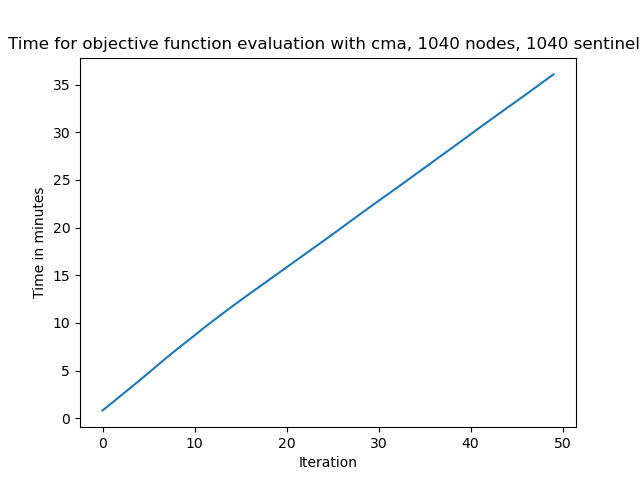 Time for objective function evaluation with cma, 1040 nodes, 1040 sentinel
35
30
25
20
15
10
5
0
Time in minutes
0 10 20 30 40 50
Iteration